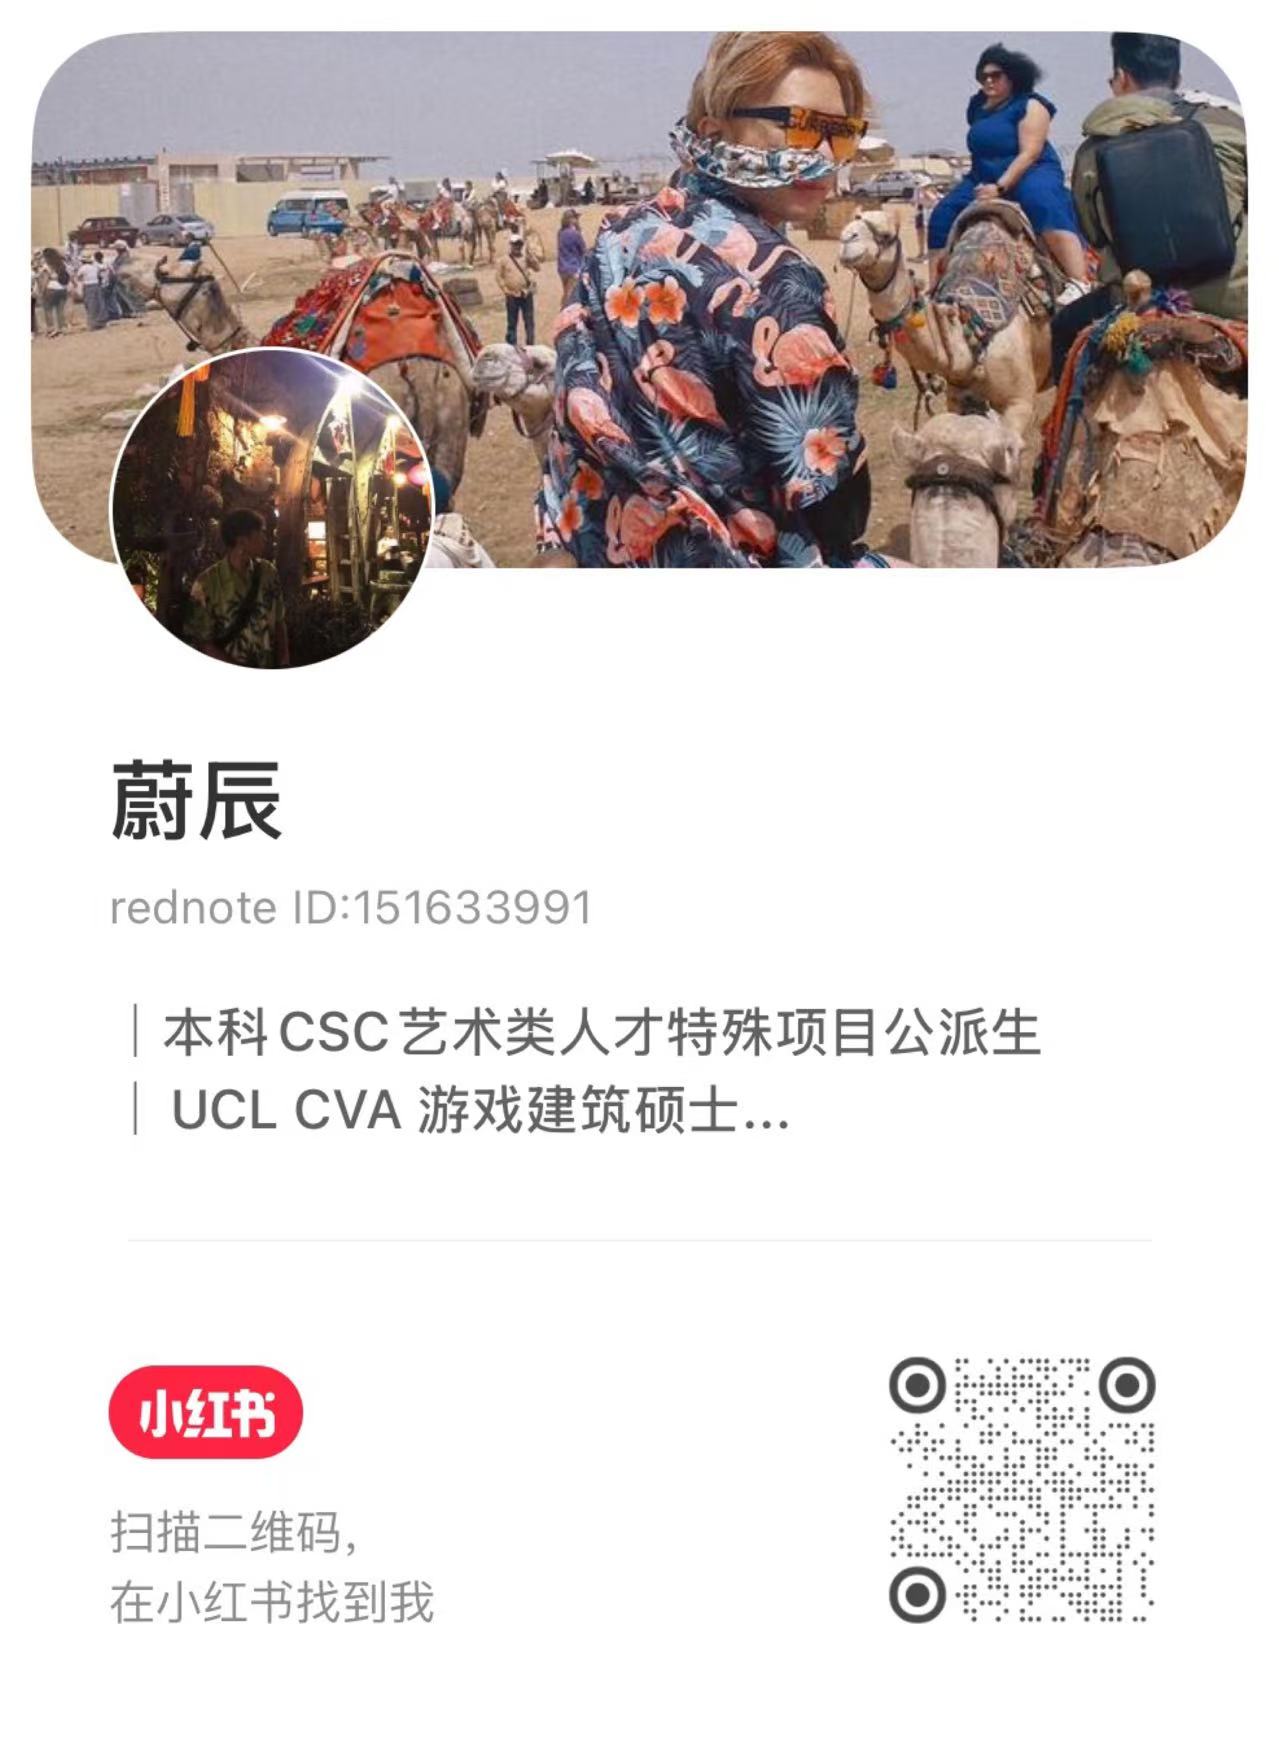 蔚辰
rednote ID:151633991
｜本科CSC艺术类人才特殊项目公派生
｜UCL CVA 游戏建筑硕士...
小红书
扫描二维码，
在小红书找到我